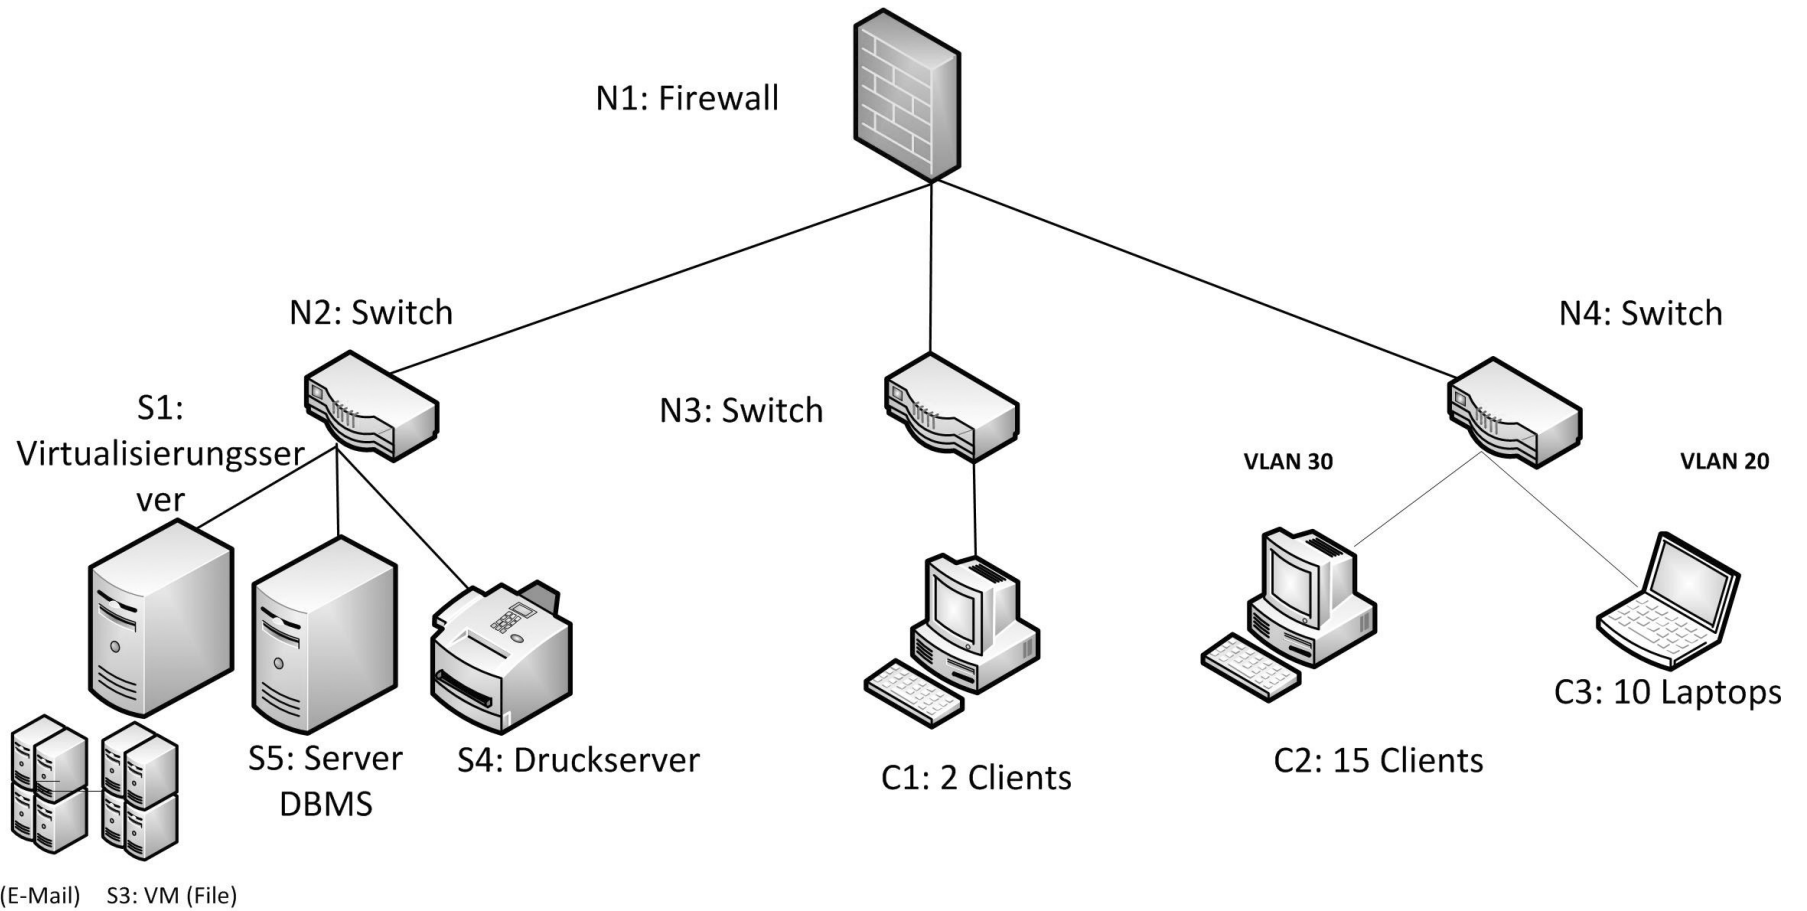 N1: Firewall
N2: Switch
N4: Switch
S1:
Virtualisierungsser
ver
N3: Switch
VLAN 30
VLAN 20
C3: 10 Laptops
S5: Server
DBMS
S4: Druckserver
C1: 2 Clients
C2: 15 Clients
(E-Mail)
S3: VM (File)